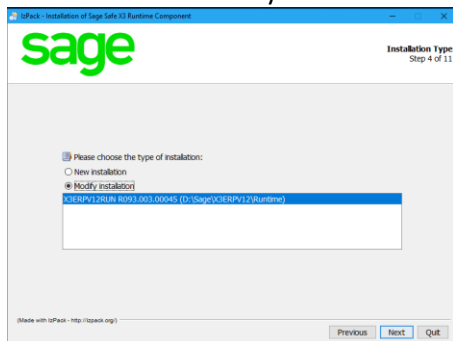 IzPack - Installation of Sage Safe X3 Runtime Component
sage
Installation Type
Step 4 of 11
Please choose the type of installation:
New installation
Modify installation
X3ERPV12RUN R093.003.00045 (D:\Sage\X3ERPV12\Runtime)
(Made with IzPack - http://izpack.org/)
Previous Next Quit